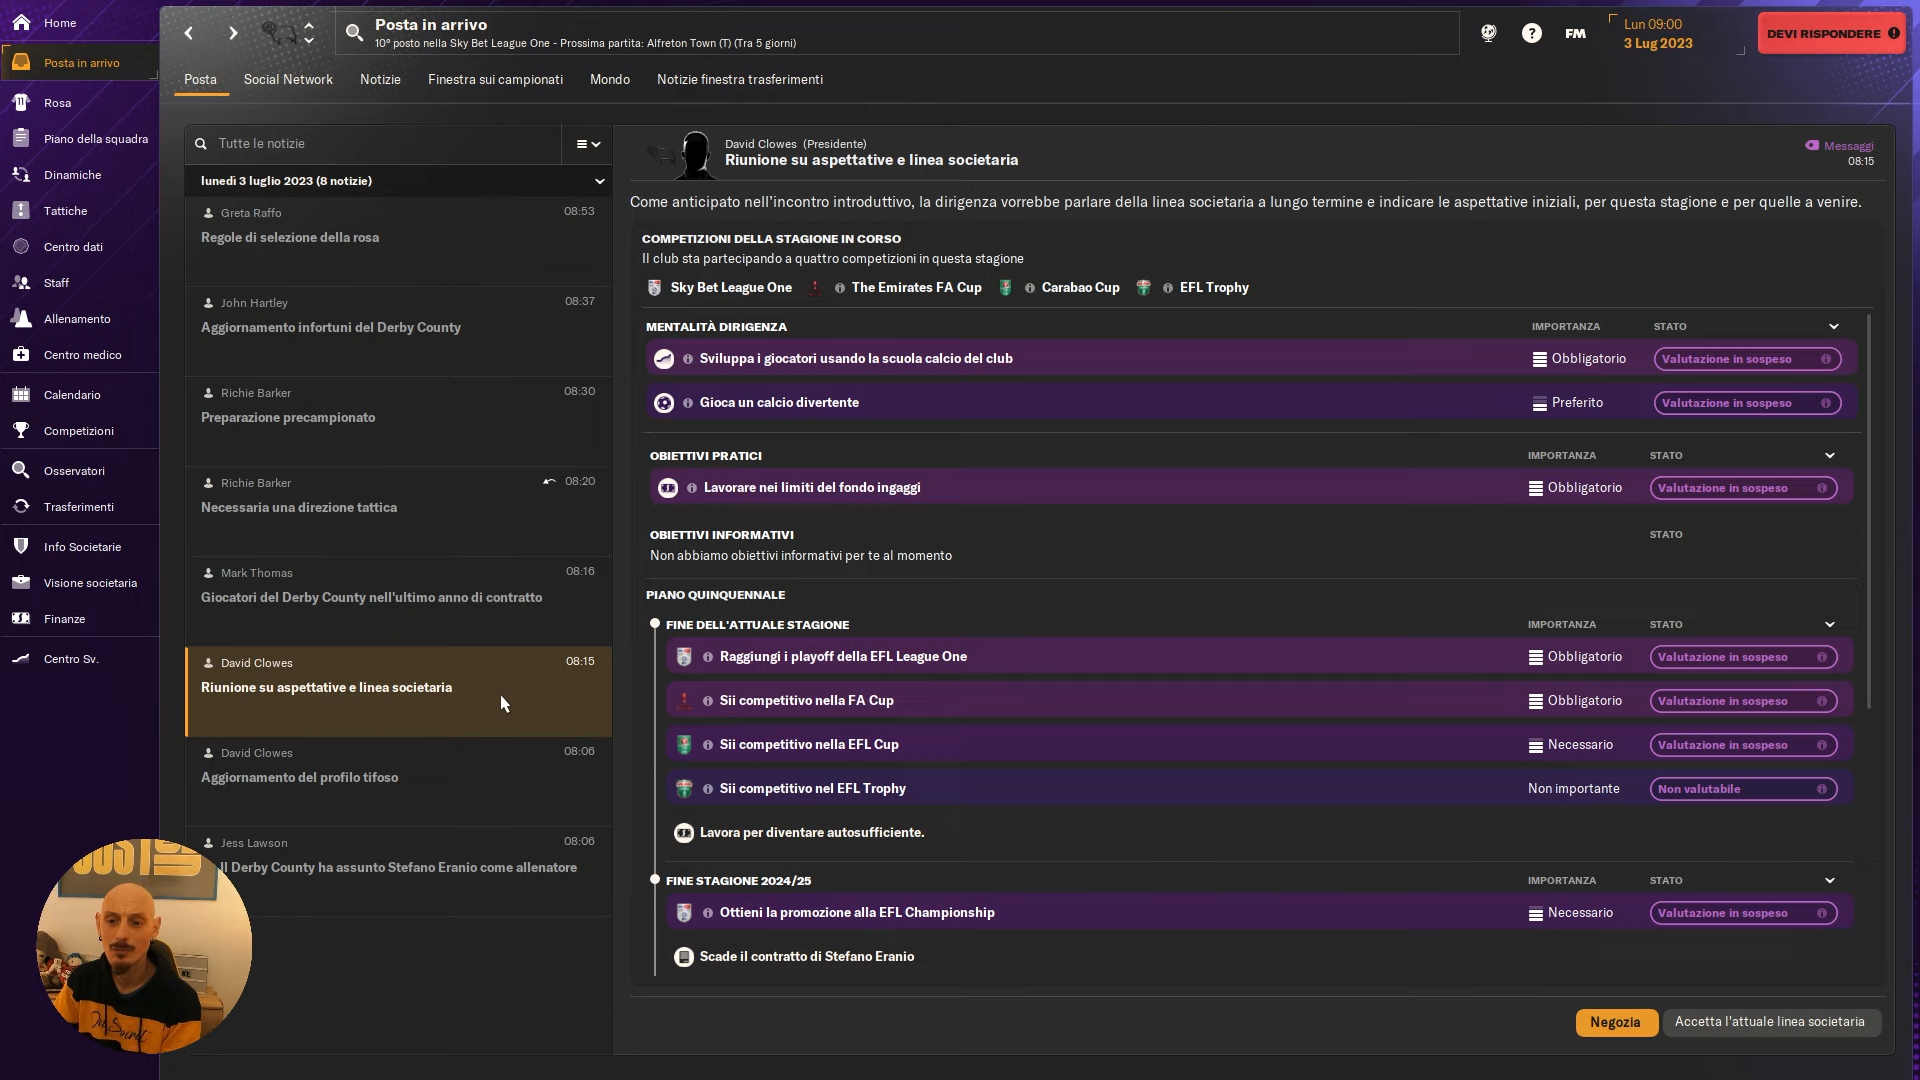 Home
Posta in arrivo
Rosa
Piano della squadra
Dinamiche
Tattiche
Centro dati
Staff
Allenamento
Centro medico
Calendario
Competizioni
Osservatori
Trasferimenti
Info Societarie
Visione societaria
Finanze
Centro Sv.
Posta in arrivo
10° posto nella Sky Bet League One - Prossima partita: Alfreton Town (T) (Tra 5 giorni)
FM
Lun 09:00
3 Lug 2023
DEVI RISPONDERE
Posta
Social Network
Notizie
Finestra sui campionati
Mondo
Notizie finestra trasferimenti
Tutte le notizie
lunedì 3 luglio 2023 (8 notizie)
Greta Raffo 08:53
Regole di selezione della rosa
John Hartley 08:37
Aggiornamento infortuni del Derby County
Richie Barker 08:30
Preparazione precampionato
Richie Barker 08:20
Necessaria una direzione tattica
Mark Thomas 08:16
Giocatori del Derby County nell'ultimo anno di contratto
David Clowes 08:15
Riunione su aspettative e linea societaria
David Clowes 08:06
Aggiornamento del profilo tifoso
Jess Lawson 08:06
Il Derby County ha assunto Stefano Eranio come allenatore
David Clowes (Presidente)
Riunione su aspettative e linea societaria
Messaggi
08:15
Come anticipato nell'incontro introduttivo, la dirigenza vorrebbe parlare della linea societaria a lungo termine e indicare le aspettative iniziali, per questa stagione e per quelle a venire.
COMPETIZIONI DELLA STAGIONE IN CORSO
Il club sta partecipando a quattro competizioni in questa stagione
Sky Bet League One The Emirates FA Cup Carabao Cup EFL Trophy
MENTALITÀ DIRIGENZA IMPORTANZA STATO
Sviluppa i giocatori usando la scuola calcio del club Obbligatorio Valutazione in sospeso
Gioca un calcio divertente Preferito Valutazione in sospeso
OBIETTIVI PRATICI IMPORTANZA STATO
Lavorare nei limiti del fondo ingaggi Obbligatorio Valutazione in sospeso
OBIETTIVI INFORMATIVI STATO
Non abbiamo obiettivi informativi per te al momento
PIANO QUINQUENNALE
FINE DELL'ATTUALE STAGIONE IMPORTANZA STATO
Raggiungi i playoff della EFL League One Obbligatorio Valutazione in sospeso
Sii competitivo nella FA Cup Obbligatorio Valutazione in sospeso
Sii competitivo nella EFL Cup Necessario Valutazione in sospeso
Sii competitivo nel EFL Trophy Non importante Non valutabile
Lavora per diventare autosufficiente.
FINE STAGIONE 2024/25 IMPORTANZA STATO
Ottieni la promozione alla EFL Championship Necessario Valutazione in sospeso
Scade il contratto di Stefano Eranio
Negozia
Accetta l'attuale linea societaria